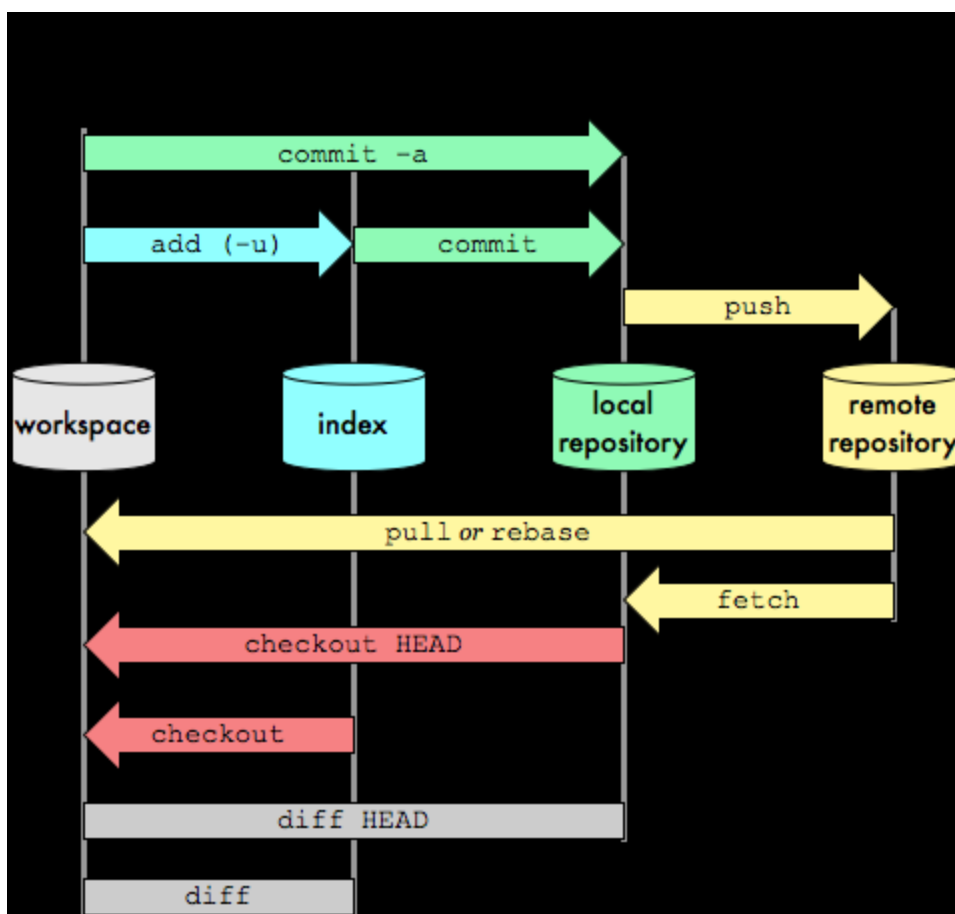 commit -a
add (-u)
commit
push
workspace
index
local
repository
remote
repository
pull or rebase
fetch
checkout HEAD
checkout
diff HEAD
diff